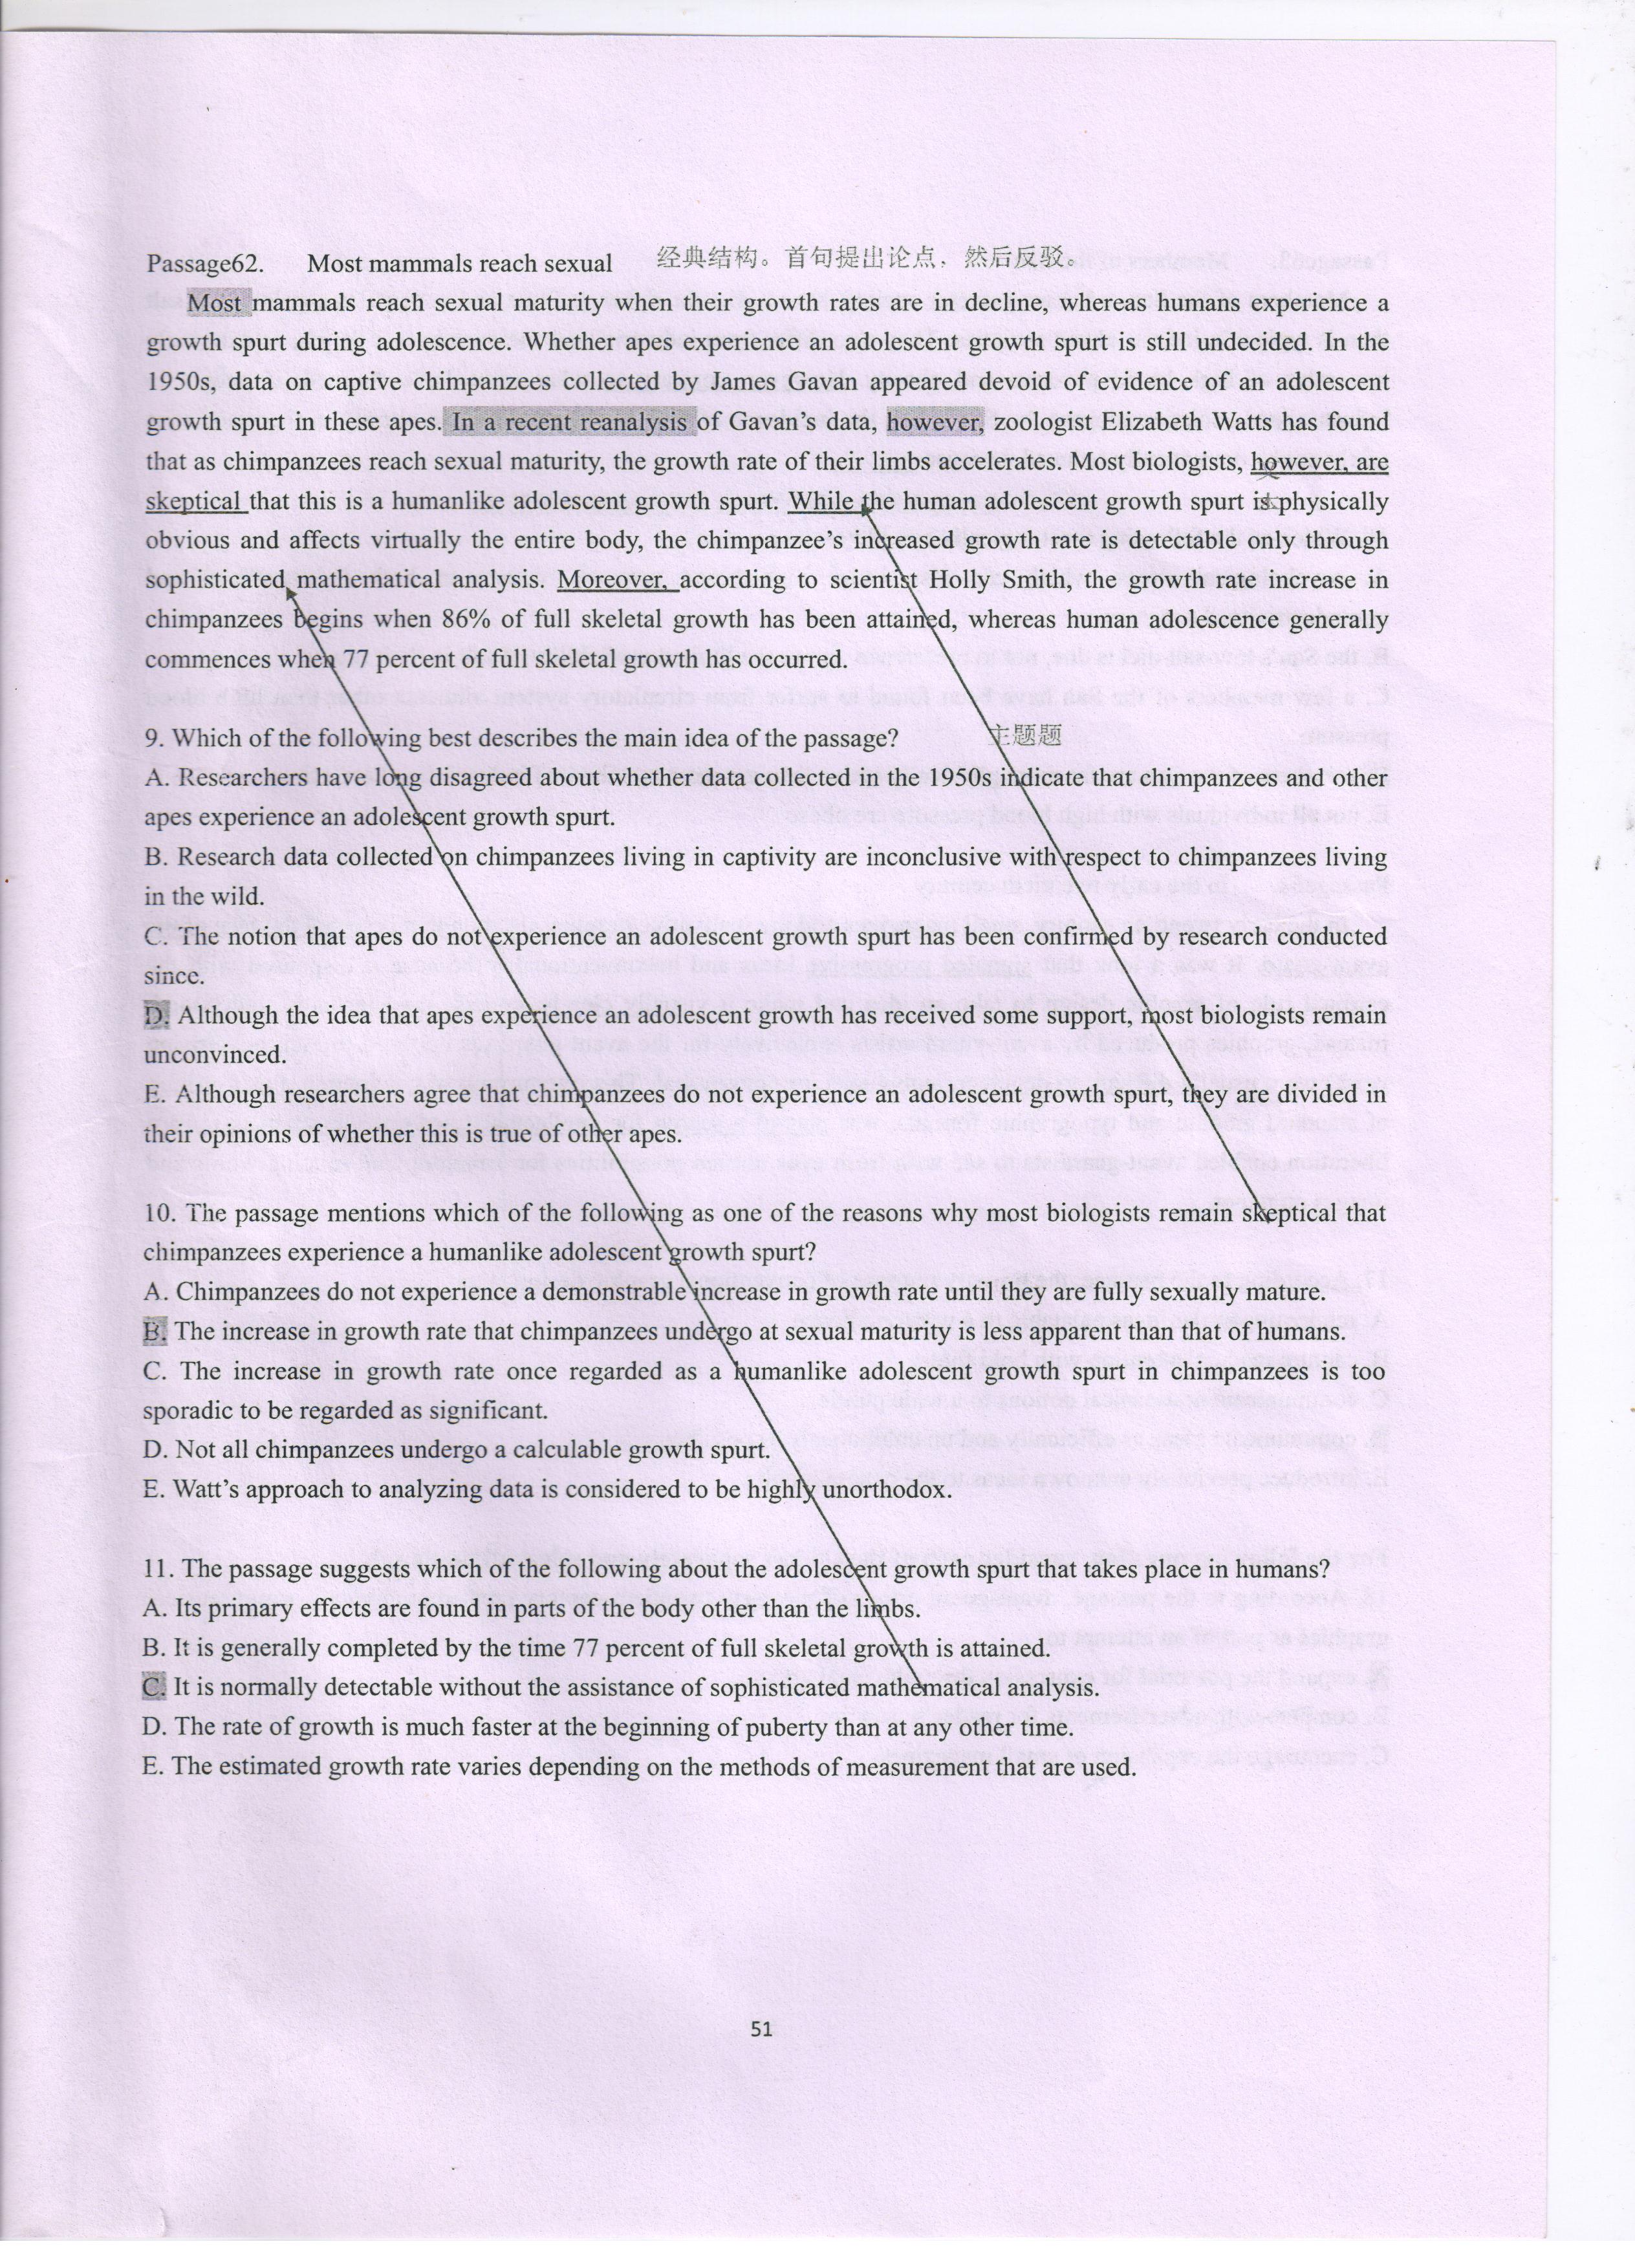 Passage62. Most mammals reach sexual 经典结构。首句提出论点，然后反驳。
Most mammals reach sexual maturity when their growth rates are in decline, whereas humans experience a
growth spurt during adolescence. Whether apes experience an adolescent growth spurt is still undecided. In the
1950s, data on captive chimpanzees collected by James Gavan appeared devoid of evidence of an adolescent
growth spurt in these apes. In a recent reanalysis of Gavan’s data, however, zoologist Elizabeth Watts has found
that as chimpanzees reach sexual maturity, the growth rate of their limbs accelerates. Most biologists, however, are
skeptical that this is a humanlike adolescent growth spurt. While the human adolescent growth spurt is physically
obvious and affects virtually the entire body, the chimpanzee’s increased growth rate is detectable only through
sophisticated mathematical analysis. Moreover, according to scientist Holly Smith, the growth rate increase in
chimpanzees begins when 86% of full skeletal growth has been attained, whereas human adolescence generally
commences when 77 percent of full skeletal growth has occurred.
9. Which of the following best describes the main idea of the passage? 主题题
A. Researchers have long disagreed about whether data collected in the 1950s indicate that chimpanzees and other
apes experience an adolescent growth spurt.
B. Research data collected on chimpanzees living in captivity are inconclusive with respect to chimpanzees living
in the wild.
C. The notion that apes do not experience an adolescent growth spurt has been confirmed by research conducted
since.
D. Although the idea that apes experience an adolescent growth has received some support, most biologists remain
unconvinced.
E. Although researchers agree that chimpanzees do not experience an adolescent growth spurt, they are divided in
their opinions of whether this is true of other apes.
10. The passage mentions which of the following as one of the reasons why most biologists remain skeptical that
chimpanzees experience a humanlike adolescent growth spurt?
A. Chimpanzees do not experience a demonstrable increase in growth rate until they are fully sexually mature.
B. The increase in growth rate that chimpanzees undergo at sexual maturity is less apparent than that of humans.
C. The increase in growth rate once regarded as a humanlike adolescent growth spurt in chimpanzees is too
sporadic to be regarded as significant.
D. Not all chimpanzees undergo a calculable growth spurt.
E. Watt’s approach to analyzing data is considered to be highly unorthodox.
11. The passage suggests which of the following about the adolescent growth spurt that takes place in humans?
A. Its primary effects are found in parts of the body other than the limbs.
B. It is generally completed by the time 77 percent of full skeletal growth is attained.
C. It is normally detectable without the assistance of sophisticated mathematical analysis.
D. The rate of growth is much faster at the beginning of puberty than at any other time.
E. The estimated growth rate varies depending on the methods of measurement that are used.
51